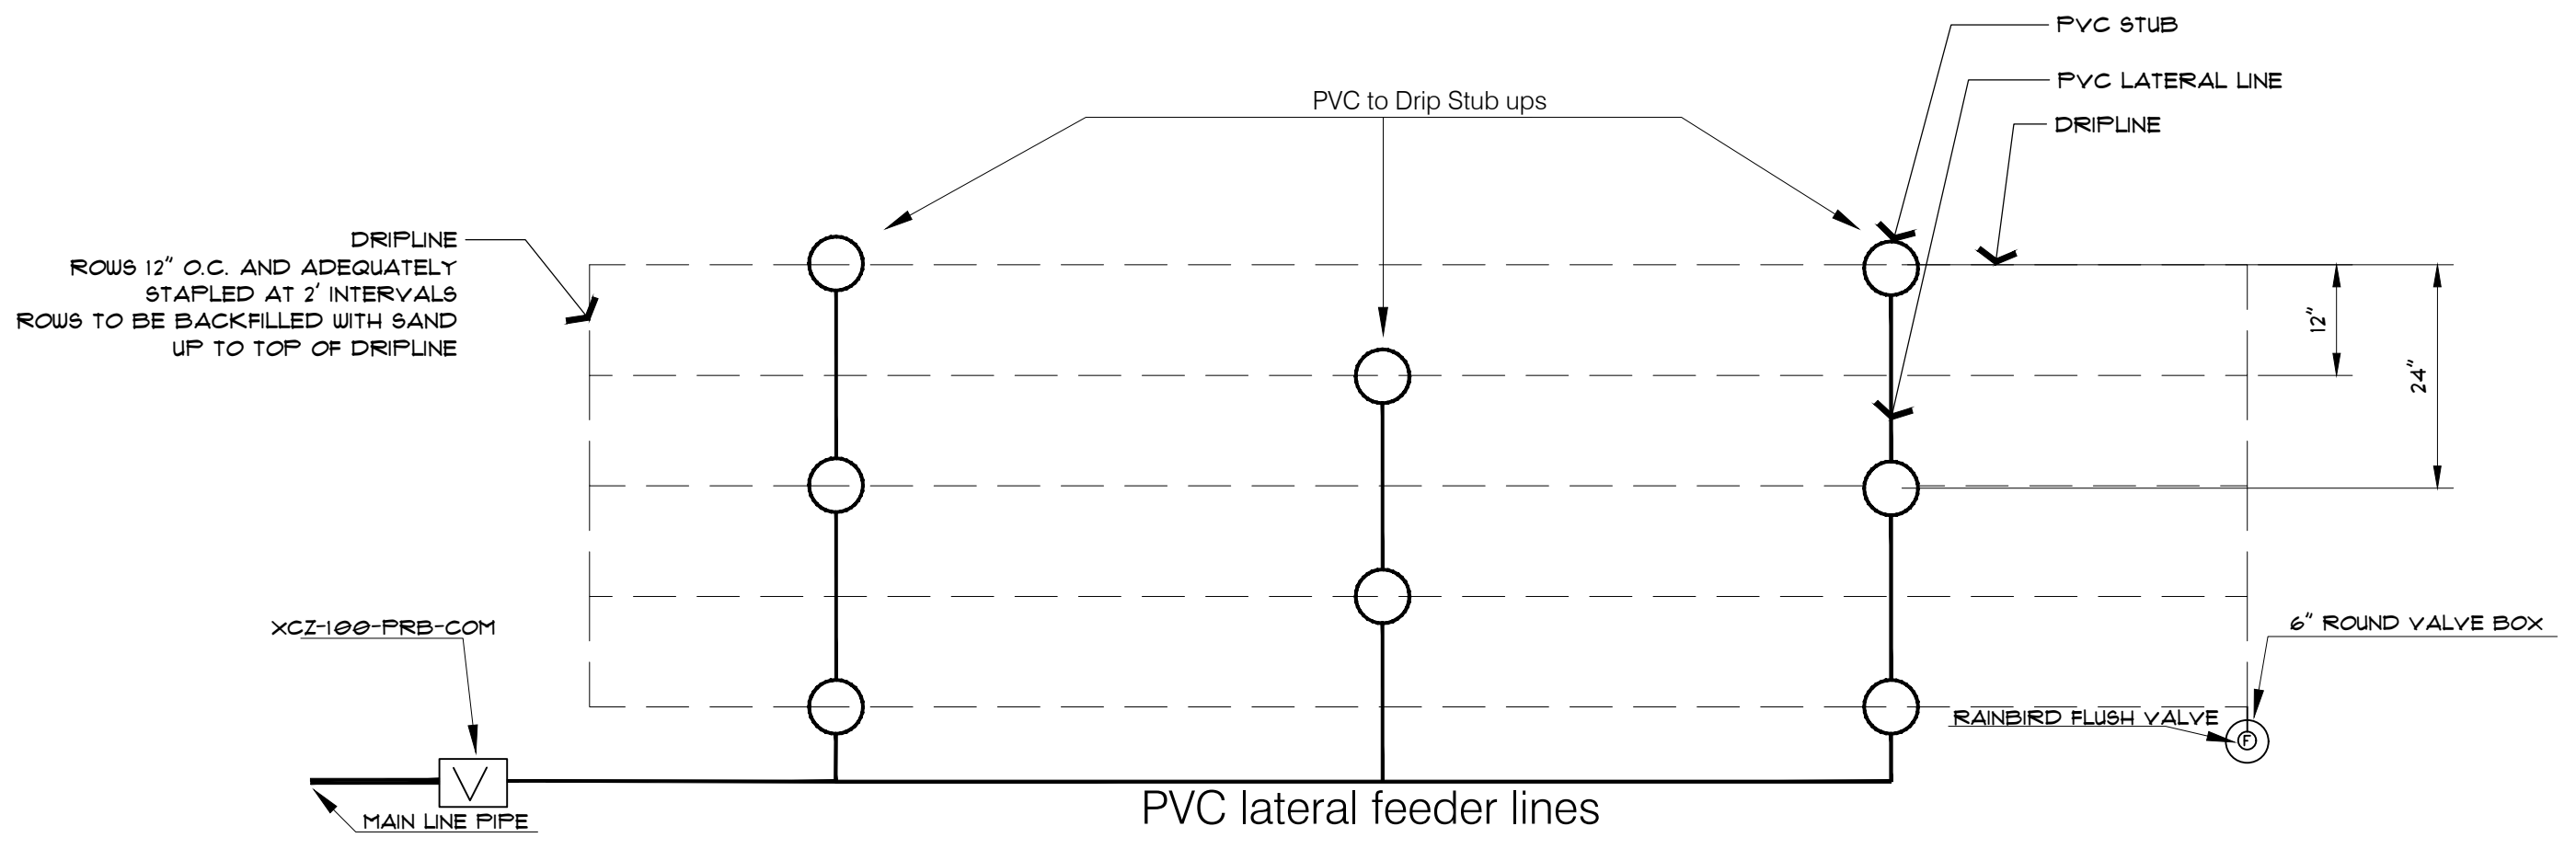 PVC STUB
PVC LATERAL LINE
PVC to Drip Stub ups
DRIPLINE
DRIPLINE
ROWS 12" O.C. AND ADEQUATELY
STAPLED AT 2' INTERVALS
ROWS TO BE BACKFILLED WITH SAND
UP TO TOP OF DRIPLINE
12"
24"
XCZ-100-PRB-COM
6" ROUND VALVE BOX
RAINBIRD FLUSH VALVE
F
V
PVC lateral feeder lines
MAIN LINE PIPE